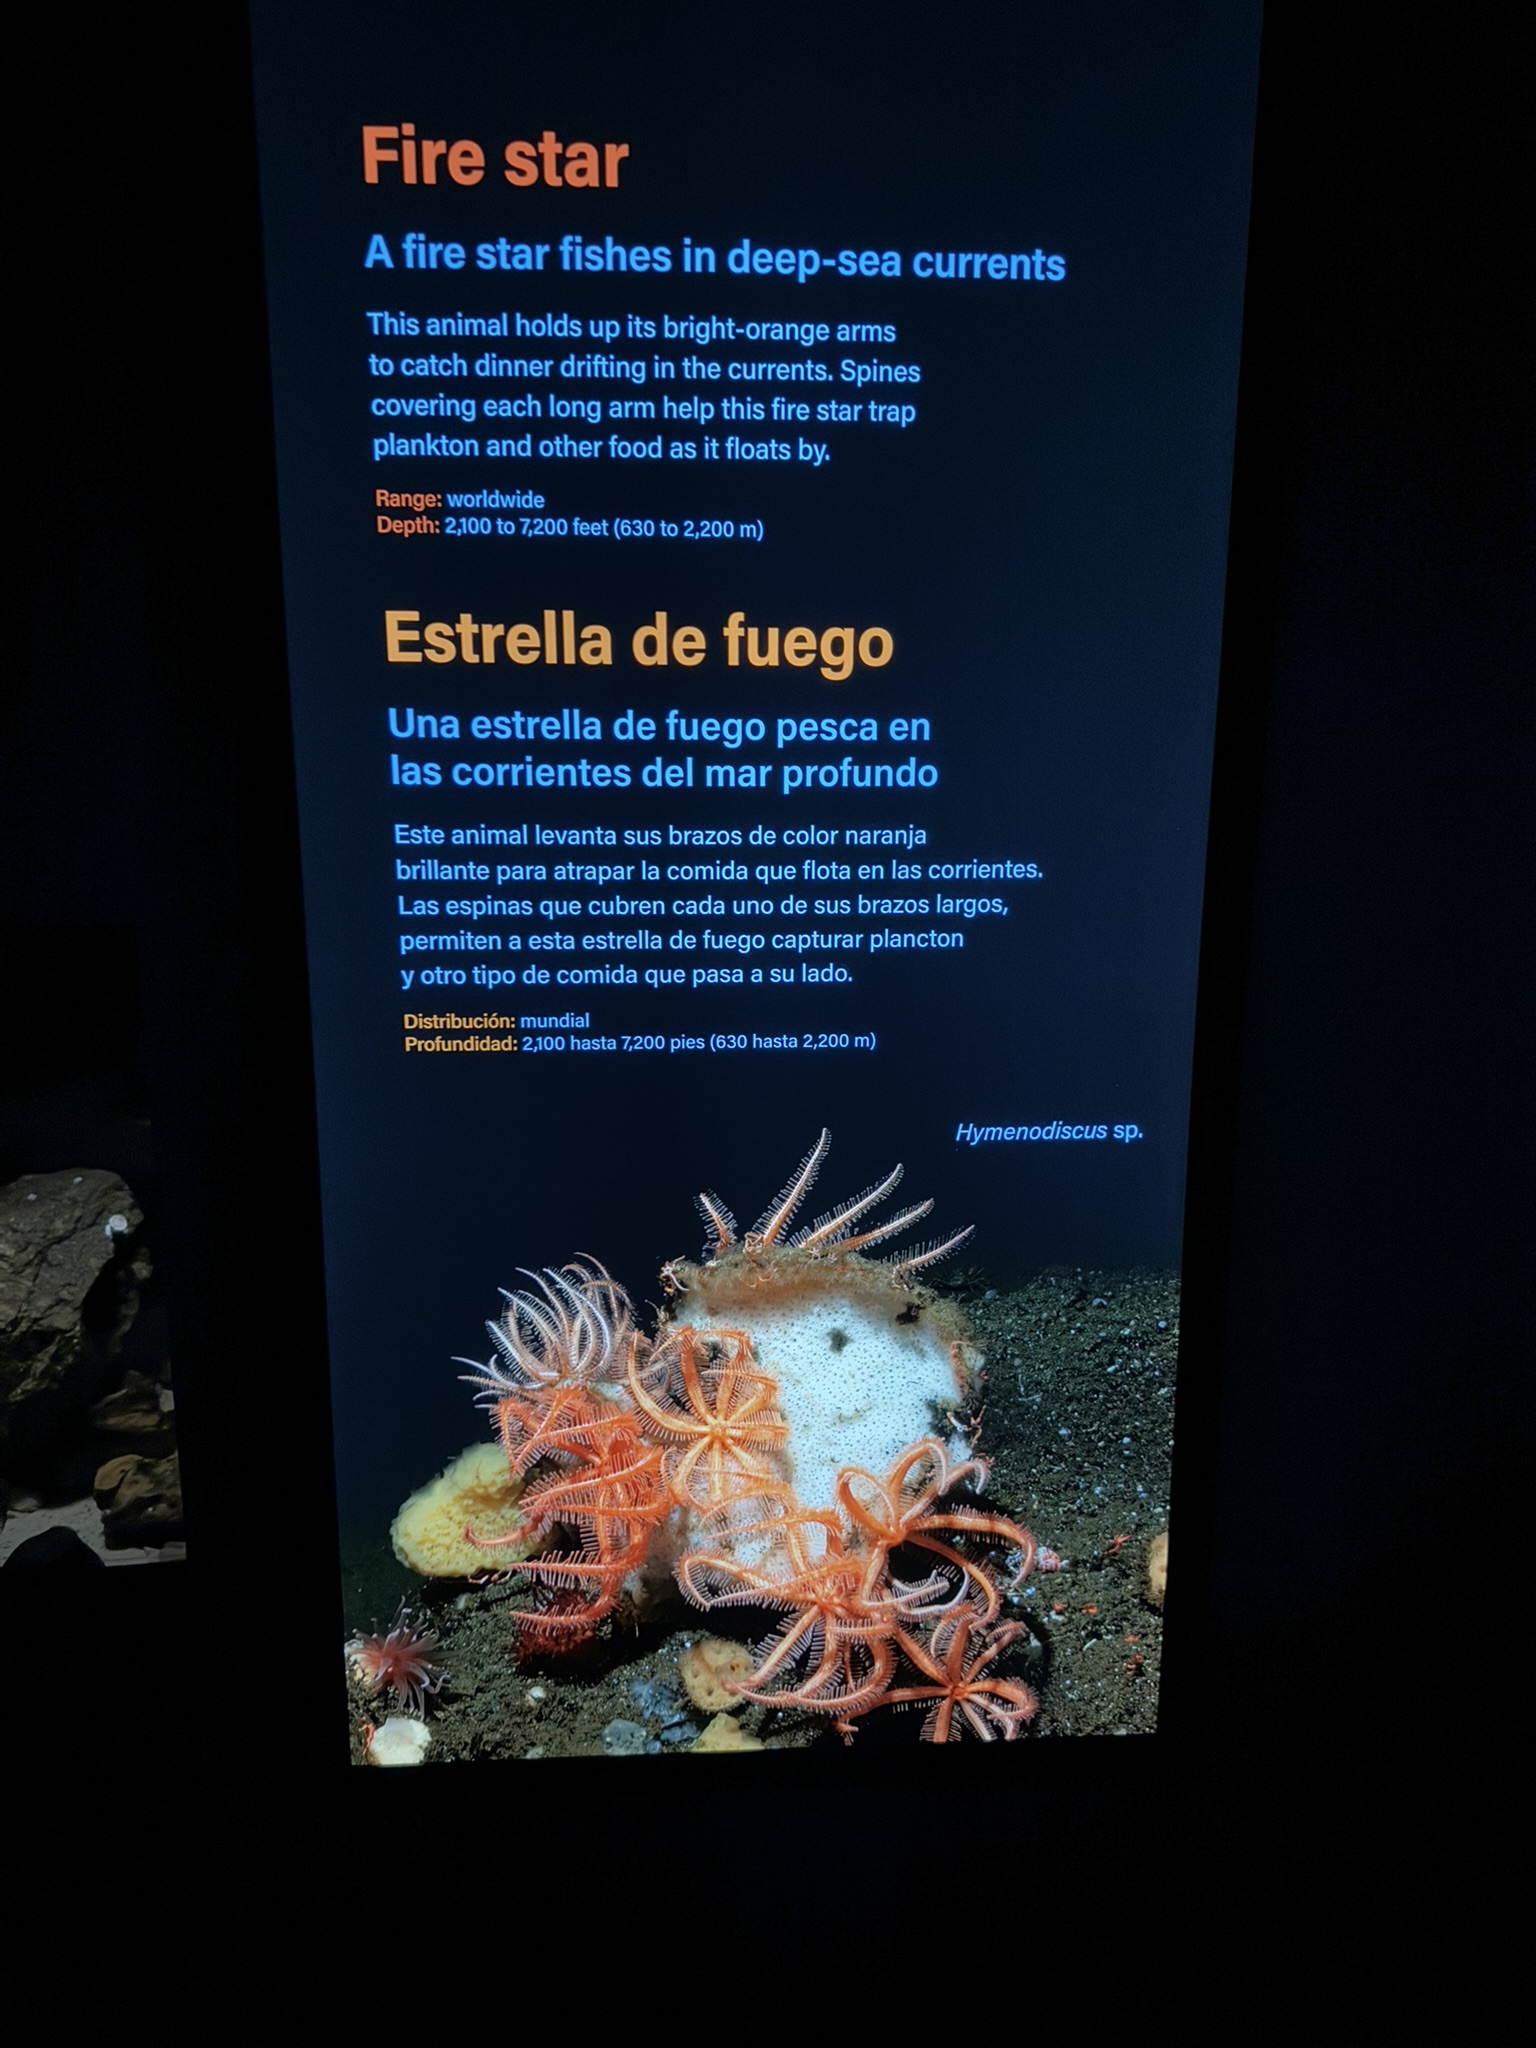 Fire star
A fire star fishes in deep-sea currents
This animal holds up its bright-orange arms
to catch dinner drifting in the currents. Spines
covering each long arm help this fire star trap
plankton and other food as it floats by.
Range: worldwide
Depth: 2,100 to 7,200 feet (630 to 2,200 m)
Estrella de fuego
Una estrella de fuego pesca en
las corrientes del mar profundo
Este animal levanta sus brazos de color naranja
brillante para atrapar la comida que flota en las corrientes.
Las espinas que cubren cada uno de sus brazos largos,
permiten a esta estrella de fuego capturar plancton
y otro tipo de comida que pasa a su lado.
Distribución: mundial
Profundidad: 2,100 hasta 7,200 pies (630 hasta 2,200 m)
Hymenodiscus sp.